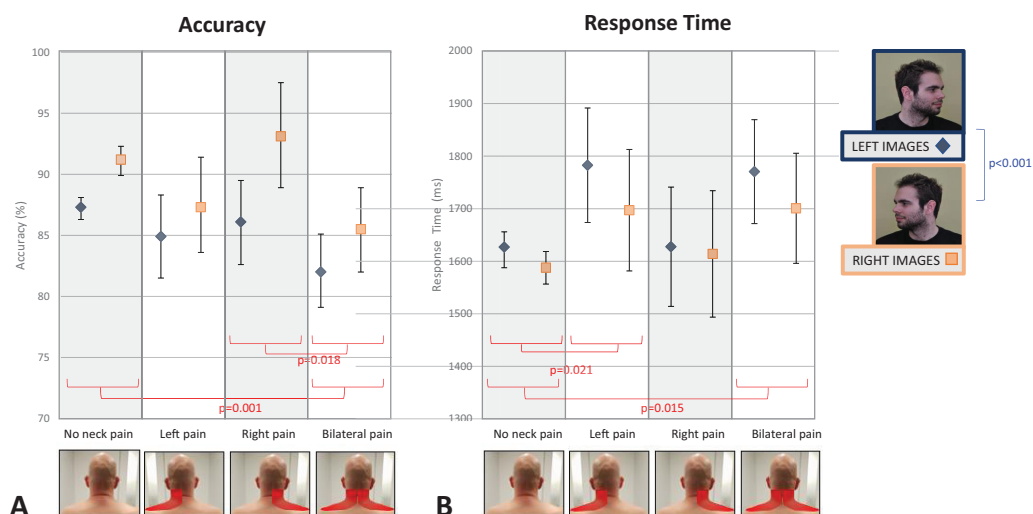 Accuracy
Response Time
100
95
90
85
80
75
70
Accuracy (%)
2000
1900
1800
1700
1600
1500
1400
1300
Response Time (ms)
p=0.018
p=0.001
p=0.021
p=0.015
No neck pain
Left pain
Right pain
Bilateral pain
No neck pain
Left pain
Right pain
Bilateral pain
LEFT IMAGES
p<0.001
RIGHT IMAGES
A
B